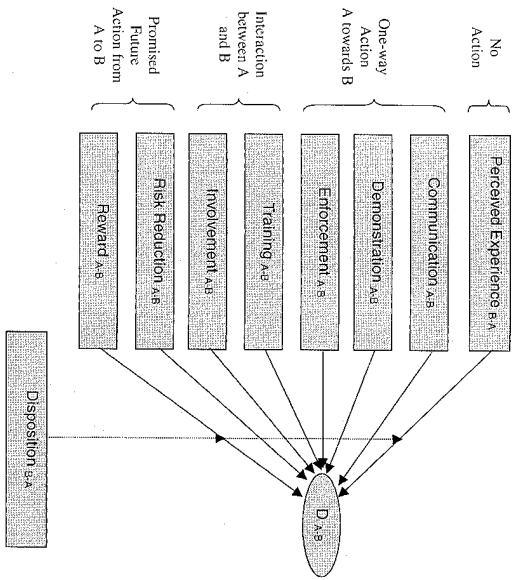 No
Action
One-way
Action
A towards B
Interaction
between A
and B
Promised
Future
Action from
A to B
Perceived Experience B-A
Communication A-B
Demonstration A-B
Enforcement A-B
Training A-B
Involvement A-B
Risk Reduction A-B
Reward A-B
Disposition B-A
D A-B